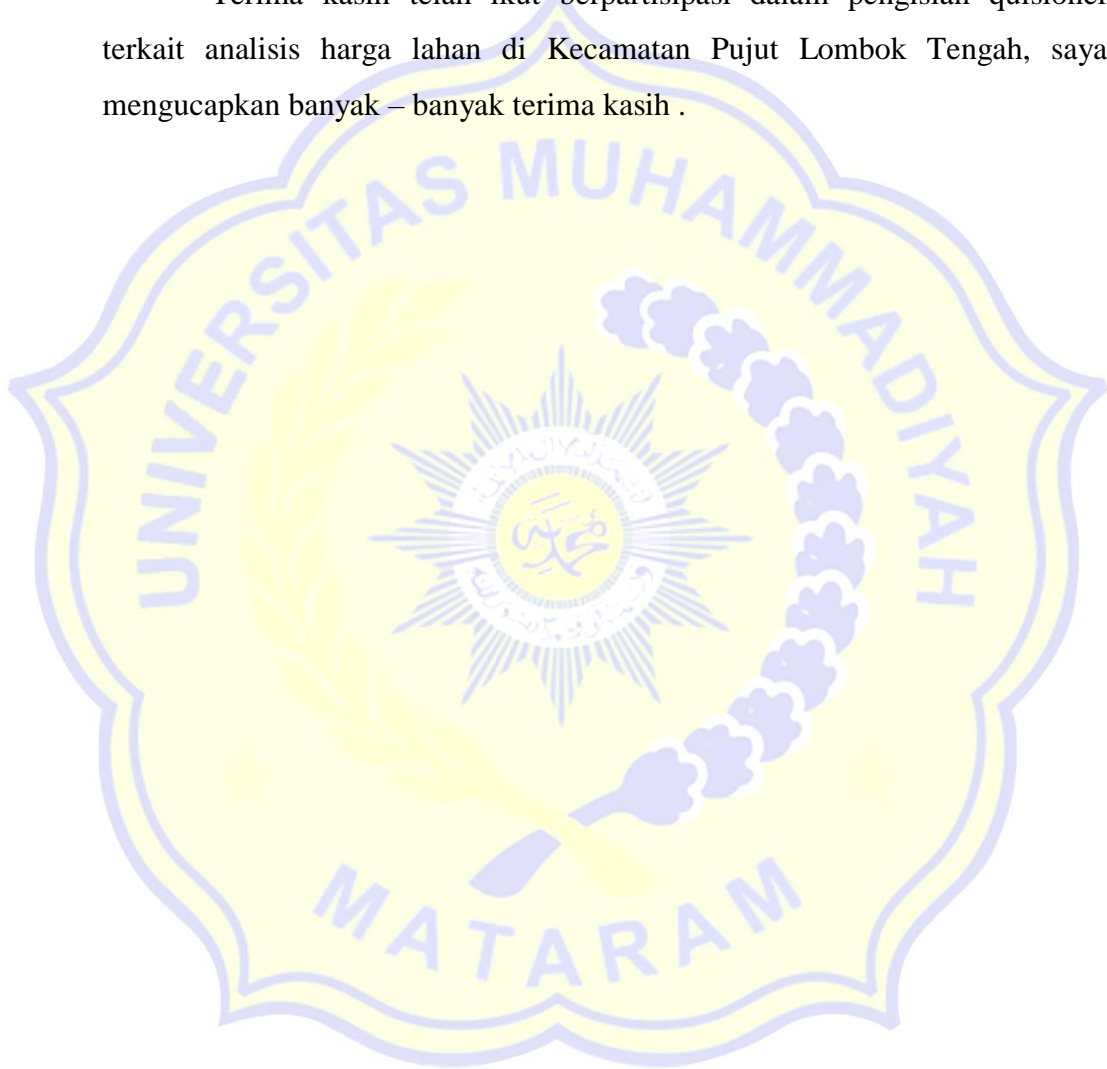 Terima kasih telah ikut berpartisipasi dalam pengisian quisioner
terkait analisis harga lahan di Kecamatan Pujut Lombok Tengah, saya
mengucapkan banyak – banyak terima kasih .
UNIVERSITAS MUHAMMADIYAH
MATARAM